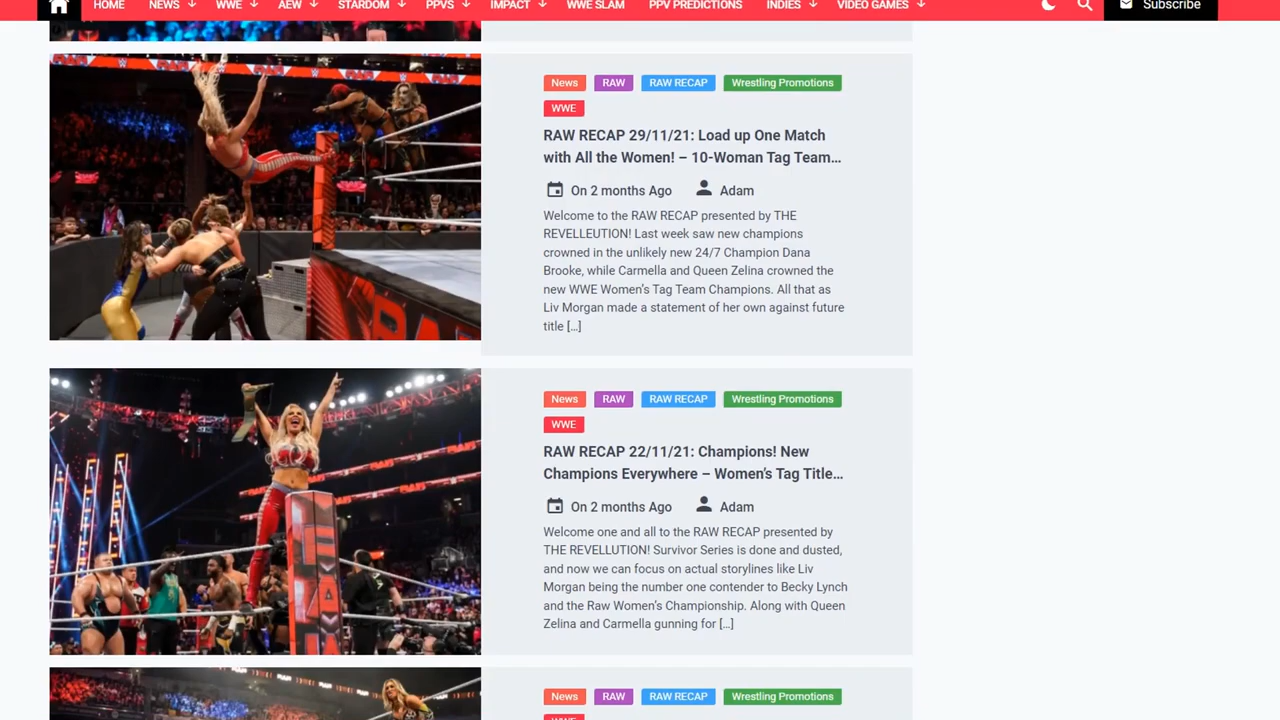 HOME NEWS WWE AEW STARDOM PPVS IMPACT WWE SLAM PPV PREDICTIONS INDIES VIDEO GAMES Subscribe
News RAW RAW RECAP Wrestling Promotions
WWE
RAW RECAP 29/11/21: Load up One Match
with All the Women! – 10-Woman Tag Team...
On 2 months Ago Adam
Welcome to the RAW RECAP presented by THE
REVELLEUTION! Last week saw new champions
crowned in the unlikely new 24/7 Champion Dana
Brooke, while Carmella and Queen Zelina crowned the
new WWE Women's Tag Team Champions. All that as
Liv Morgan made a statement of her own against future
title [...]
News RAW RAW RECAP Wrestling Promotions
WWE
RAW RECAP 22/11/21: Champions! New
Champions Everywhere – Women's Tag Title...
On 2 months Ago Adam
Welcome one and all to the RAW RECAP presented by
THE REVELLUTION! Survivor Series is done and dusted,
and now we can focus on actual storylines like Liv
Morgan being the number one contender to Becky Lynch
and the Raw Women's Championship. Along with Queen
Zelina and Carmella gunning for [...]
News RAW RAW RECAP Wrestling Promotions
WWE